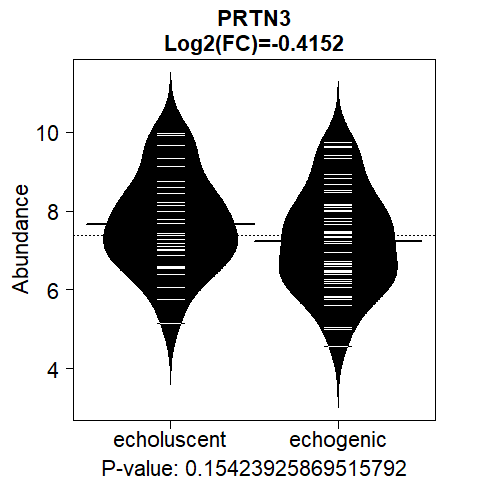 PRTN3
Log2(FC)=-0.4152
Abundance
10
8
6
4
echoluscent echogenic
P-value: 0.15423925869515792